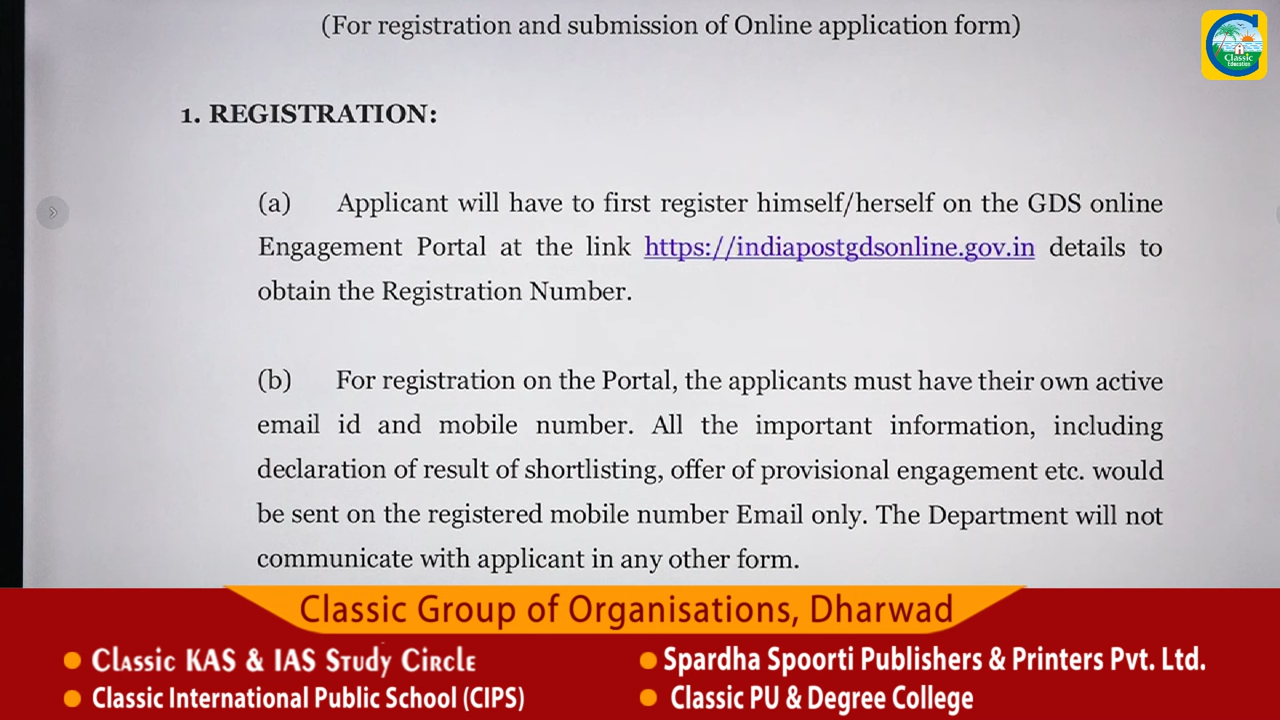 (For registration and submission of Online application form)
Classic
Education
1. REGISTRATION:
(a) Applicant will have to first register himself/herself on the GDS online
Engagement Portal at the link https://indiapostgdsonline.gov.in details to
obtain the Registration Number.
(b) For registration on the Portal, the applicants must have their own active
email id and mobile number. All the important information, including
declaration of result of shortlisting, offer of provisional engagement etc. would
be sent on the registered mobile number Email only. The Department will not
communicate with applicant in any other form.
Classic Group of Organisations, Dharwad
Classic KAS & IAS Study Circle
Spardha Spoorti Publishers & Printers Pvt. Ltd.
Classic International Public School (CIPS)
Classic PU & Degree College